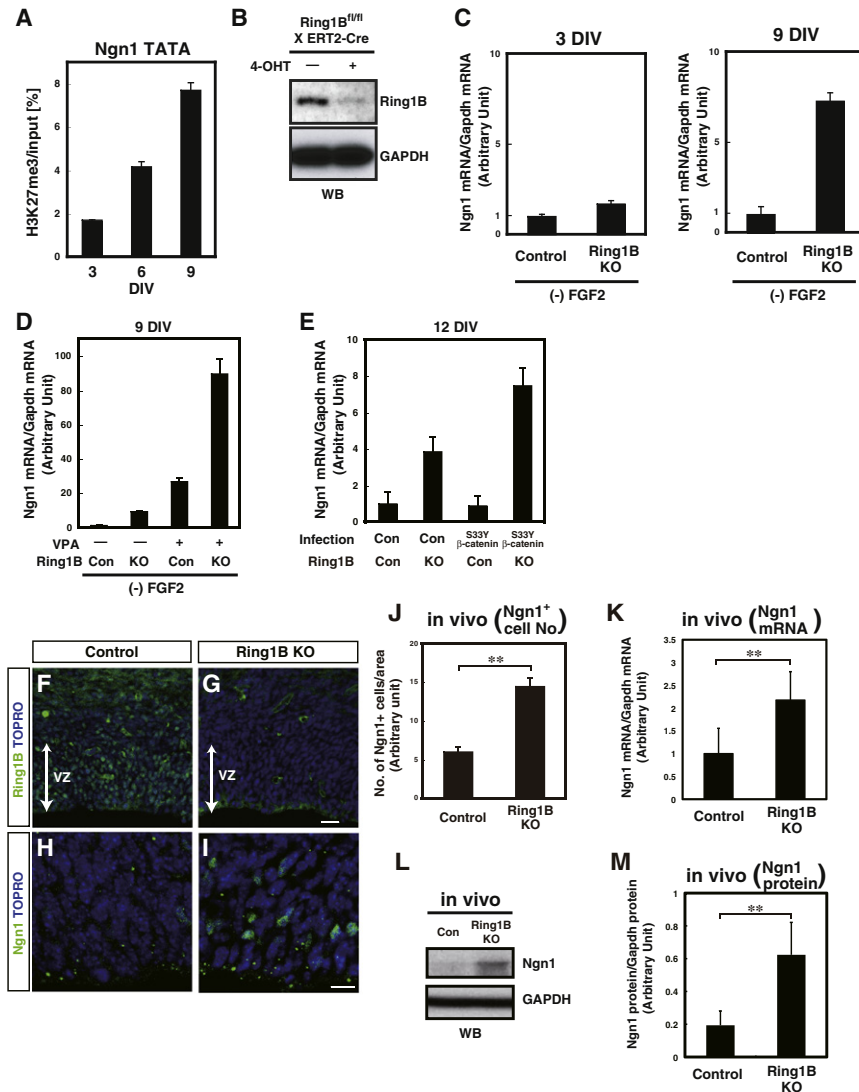 A
Ngn1 TATA
H3K27me3/input [%]
8
6
4
2
0
3 6 9
DIV
B
Ring1Bfl/fl
X ERT2-Cre
4-OHT — +
Ring1B
GAPDH
WB
C
3 DIV
Ngn1 mRNA/Gapdh mRNA
(Arbitrary Unit)
10
5
1
0
Control Ring1B
KO
(-) FGF2
9 DIV
Ngn1 mRNA/Gapdh mRNA
(Arbitrary Unit)
10
5
1
0
Control Ring1B
KO
(-) FGF2
D
9 DIV
Ngn1 mRNA/Gapdh mRNA
(Arbitrary Unit)
100
80
60
40
20
0
VPA — — + +
Ring1B Con KO Con KO
(-) FGF2
E
12 DIV
Ngn1 mRNA/Gapdh mRNA
(Arbitrary Unit)
10
8
6
4
2
0
Infection Con Con S33Y β-catenin S33Y β-catenin
Ring1B Con KO Con KO
Control Ring1B KO
Ring1B TOPRO
F
VZ
G
VZ
Ngn1 TOPRO
H
I
J
in vivo (Ngn1+
cell No.)
No. of Ngn1+ cells/area
(Arbitrary unit)
20
15
10
5
0
**
Control Ring1B
KO
K
in vivo (Ngn1
mRNA)
Ngn1 mRNA/Gapdh mRNA
(Arbitrary Unit)
3.5
3
2.5
2
1.5
1
0.5
0
**
Control Ring1B
KO
L
in vivo
Con Ring1B
KO
Ngn1
GAPDH
WB
M
in vivo (Ngn1
protein)
Ngn1 protein/Gapdh protein
(Arbitrary Unit)
1
0.8
0.6
0.4
0.2
0
**
Control Ring1B
KO